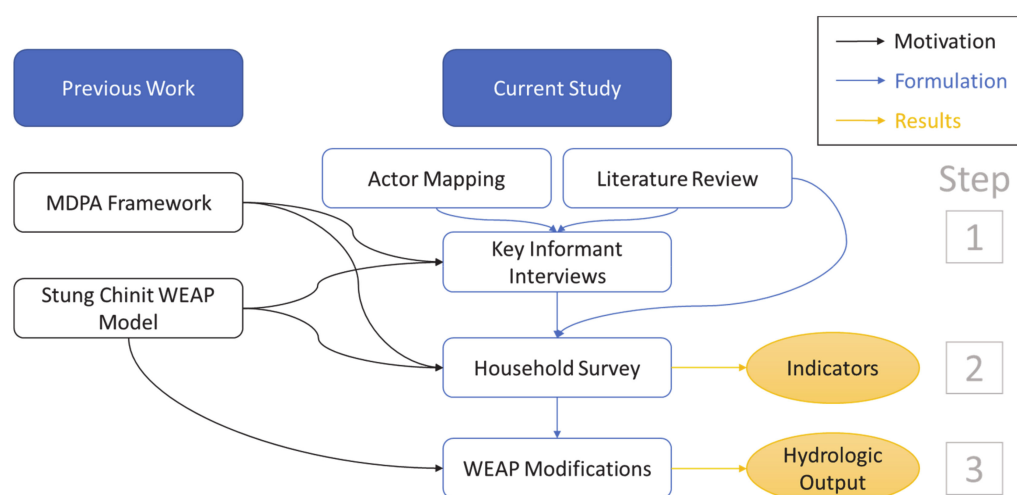 Previous Work
Current Study
Motivation
Formulation
Results
Actor Mapping
Literature Review
Step
MDPA Framework
1
Key Informant
Interviews
Stung Chinit WEAP
Model
Household Survey
Indicators
2
WEAP Modifications
Hydrologic
Output
3